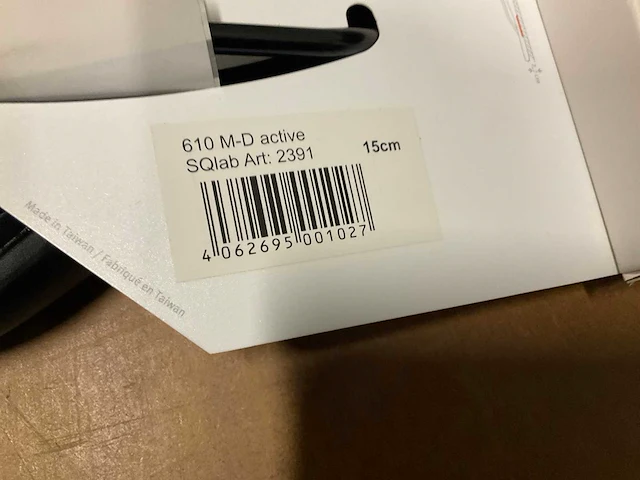 610 M-D active
SQlab Art: 2391
15cm
4 062695 001027
Made in Taiwan / Fabriqué en Taiwan